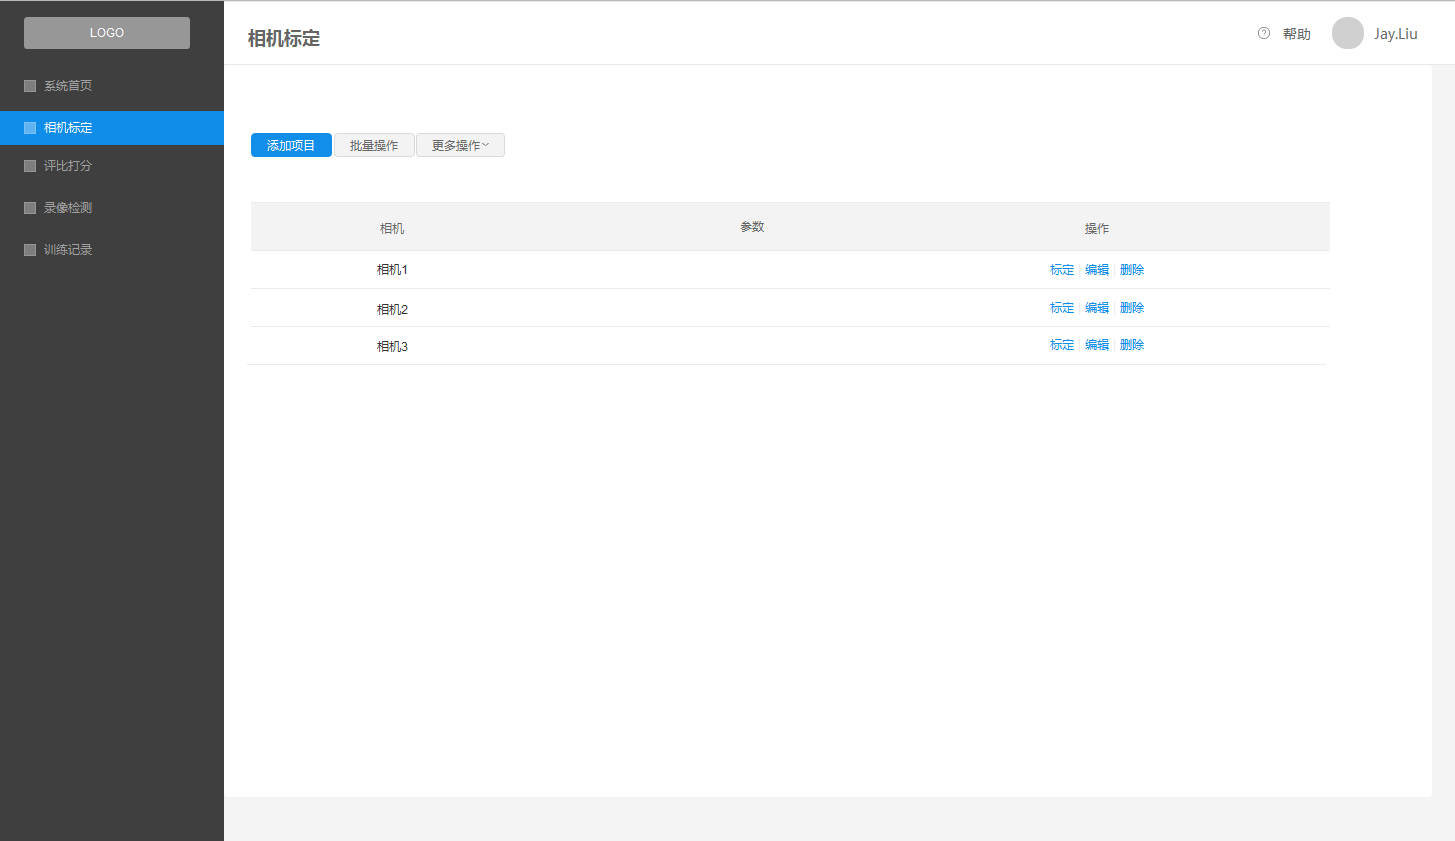 LOGO
相机标定
帮助
Jay.Liu
系统首页
相机标定
评比打分
录像检测
训练记录
添加项目 批量操作 更多操作
相机 参数 操作
相机1 标定 编辑 删除
相机2 标定 编辑 删除
相机3 标定 编辑 删除